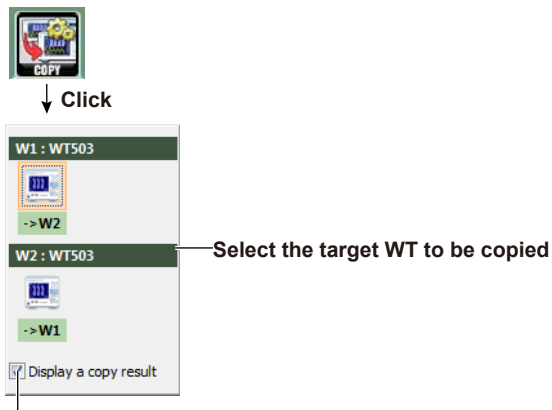 COPY
Click
W1 : WT503
->W2
W2 : WT503
Select the target WT to be copied
->W1
Display a copy result